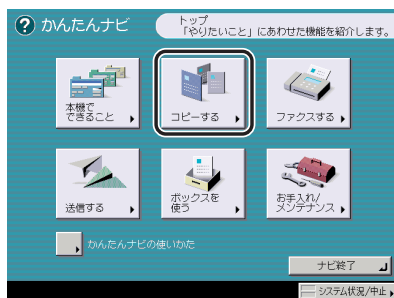 かんたんナビ
トップ
「やりたいこと」にあわせた機能を紹介します。
本機で
できること
コピーする
ファクスする
送信する
ボックスを
使う
お手入れ/
メンテナンス
かんたんナビの使いかた
ナビ終了
システム状況/中止